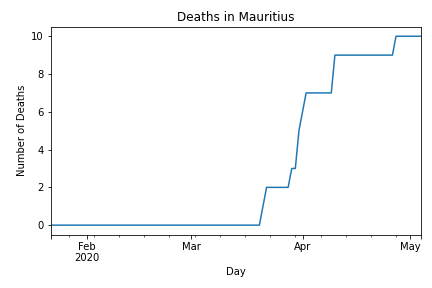 Deaths in Mauritius
10
8
6
4
2
0
Number of Deaths
Feb
2020
Mar
Apr
May
Day